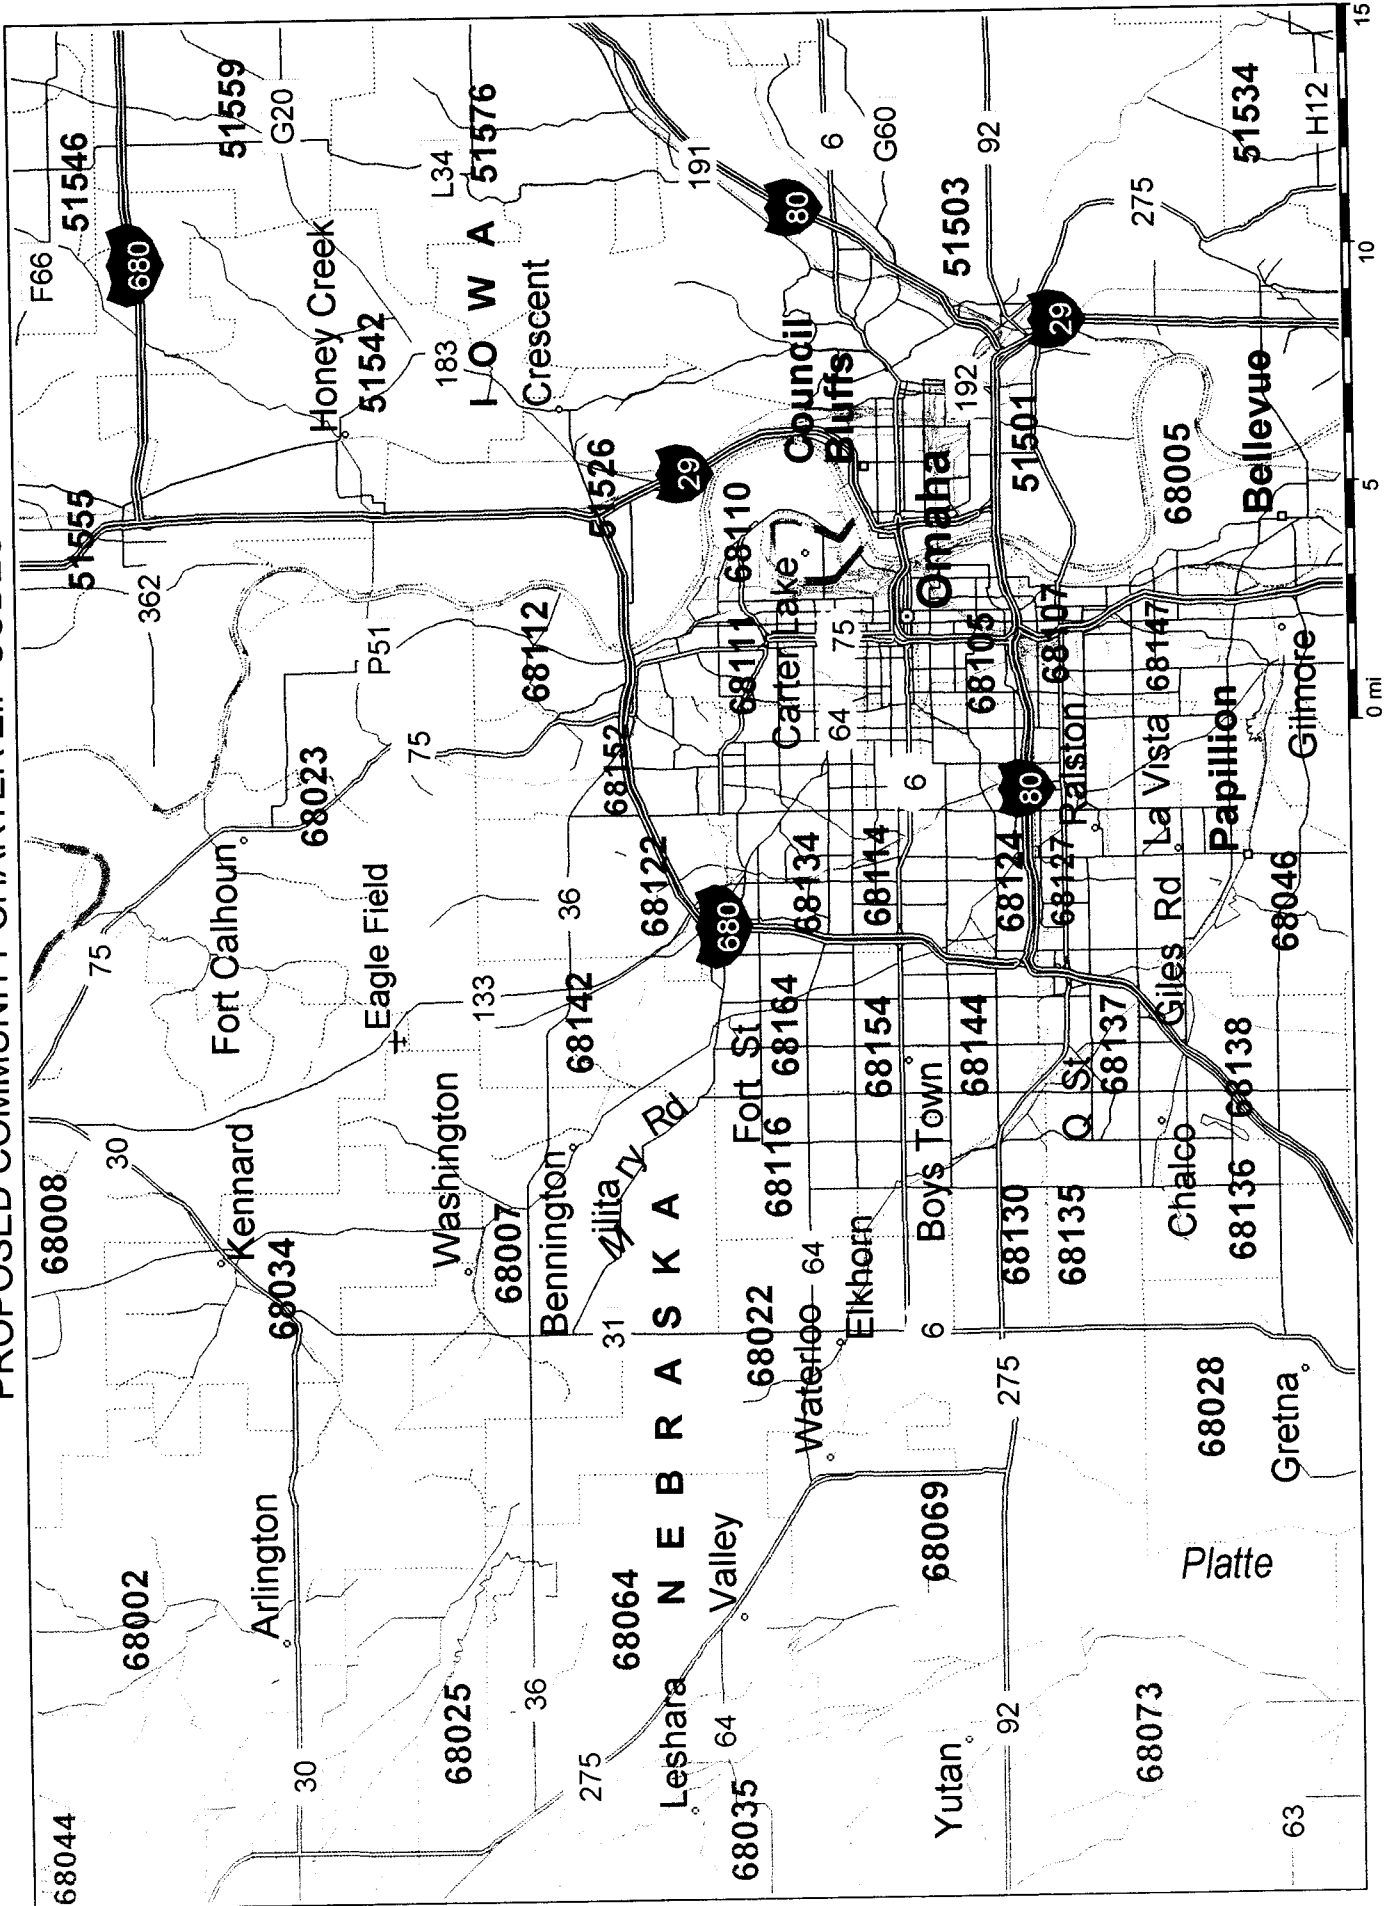 PROPOSED COMMUNITY CHARTER ZIP CODES
68044
68008
F66
51546
75
51555
30
68002
362
680
Kennard
Fort Calhoun
51559
Arlington
68034
G20
30
68023
Honey Creek
Eagle Field
P51
51542
75
183
L34
Washington
133
68025
68007
IOWA
51576
36
Bennington
68112
Crescent
275
31
68142
36
Military Rd
68152
51526
68064
68122
NEBRASKA
Leshara
29
191
64
Valley
680
68035
68022
Fort St
68111
68110
68116
68164
Carter Lake
80
Waterloo
64
68134
64
Council
Bluffs
75
6
Elkhorn
68154
68114
G60
6
Boys Town
6
Omaha
68069
Yutan
68144
68105
192
51503
92
275
68130
68124
80
51501
92
68135
Q St
68127
Ralston
68107
29
68137
68073
Chalco
Giles Rd
La Vista
68147
68005
275
Platte
68028
68136
68138
Papillion
Bellevue
51534
Gretna
68046
Gilmore
63
H12
0 mi
5
10
15